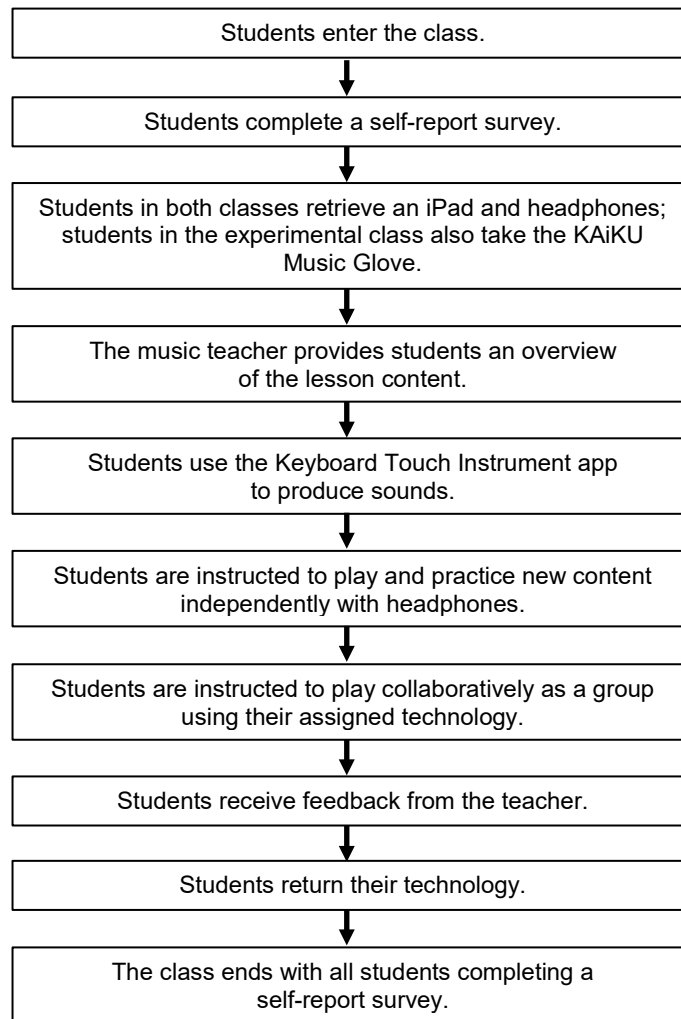 Students enter the class.
Students complete a self-report survey.
Students in both classes retrieve an iPad and headphones;
students in the experimental class also take the KAiKU
Music Glove.
The music teacher provides students an overview
of the lesson content.
Students use the Keyboard Touch Instrument app
to produce sounds.
Students are instructed to play and practice new content
independently with headphones.
Students are instructed to play collaboratively as a group
using their assigned technology.
Students receive feedback from the teacher.
Students return their technology.
The class ends with all students completing a
self-report survey.